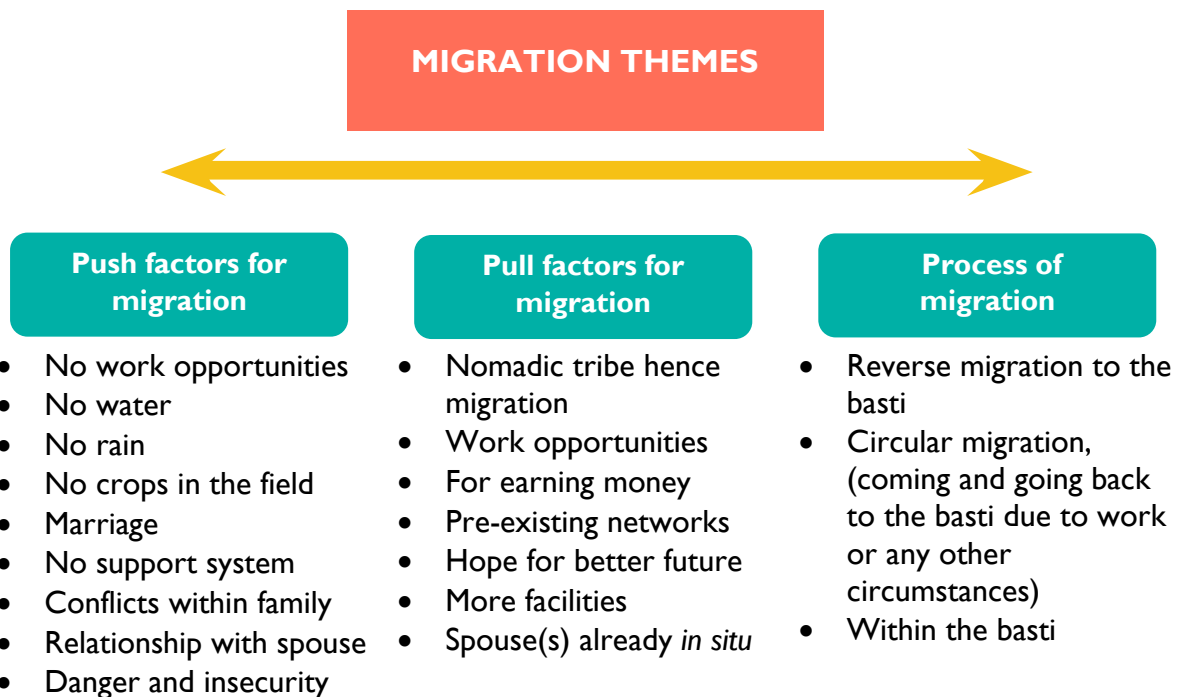 MIGRATION THEMES
Push factors for
migration
• No work opportunities
• No water
• No rain
• No crops in the field
• Marriage
• No support system
• Conflicts within family
• Relationship with spouse
• Danger and insecurity
Pull factors for
migration
• Nomadic tribe hence
migration
• Work opportunities
• For earning money
• Pre-existing networks
• Hope for better future
• More facilities
• Spouse(s) already in situ
Process of
migration
• Reverse migration to the
basti
• Circular migration,
(coming and going back
to the basti due to work
or any other
circumstances)
• Within the basti